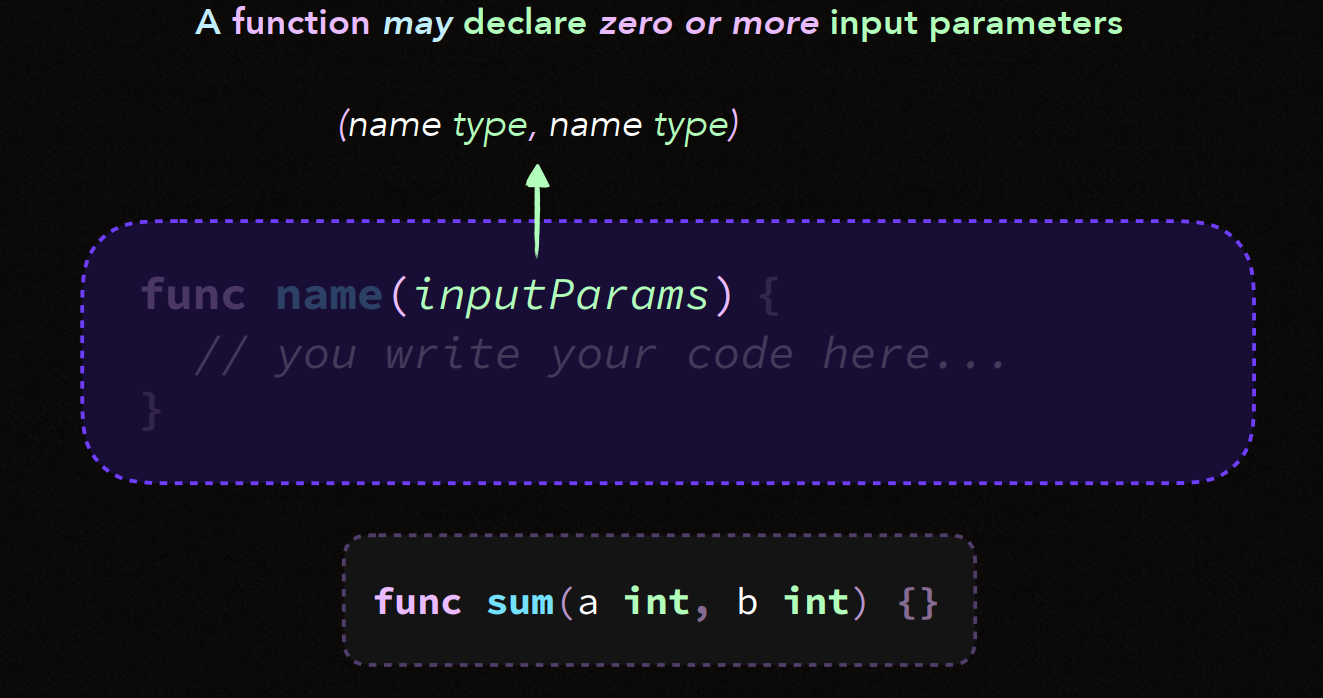 A function may declare zero or more input parameters
(name type, name type)
func name(inputParams) {
// you write your code here...
}
func sum(a int, b int) {}